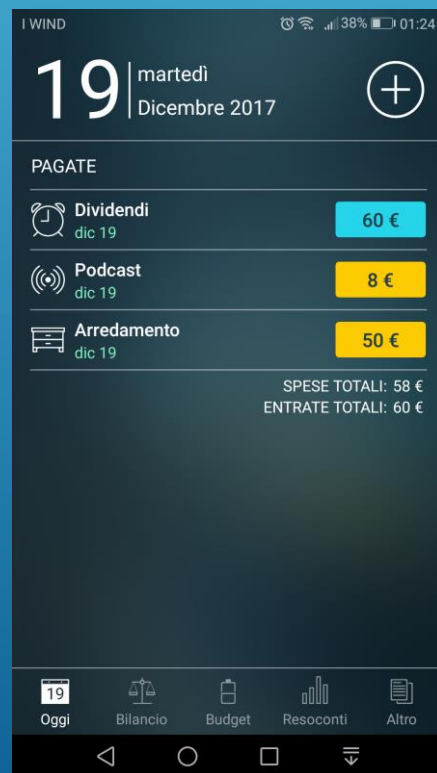 I WIND 38% 01:24
19 martedì
Dicembre 2017
PAGATE
Dividendi
dic 19
60 €
Podcast
dic 19
8 €
Arredamento
dic 19
50 €
SPESE TOTALI: 58 €
ENTRATE TOTALI: 60 €
19
Oggi Bilancio Budget Resoconti Altro